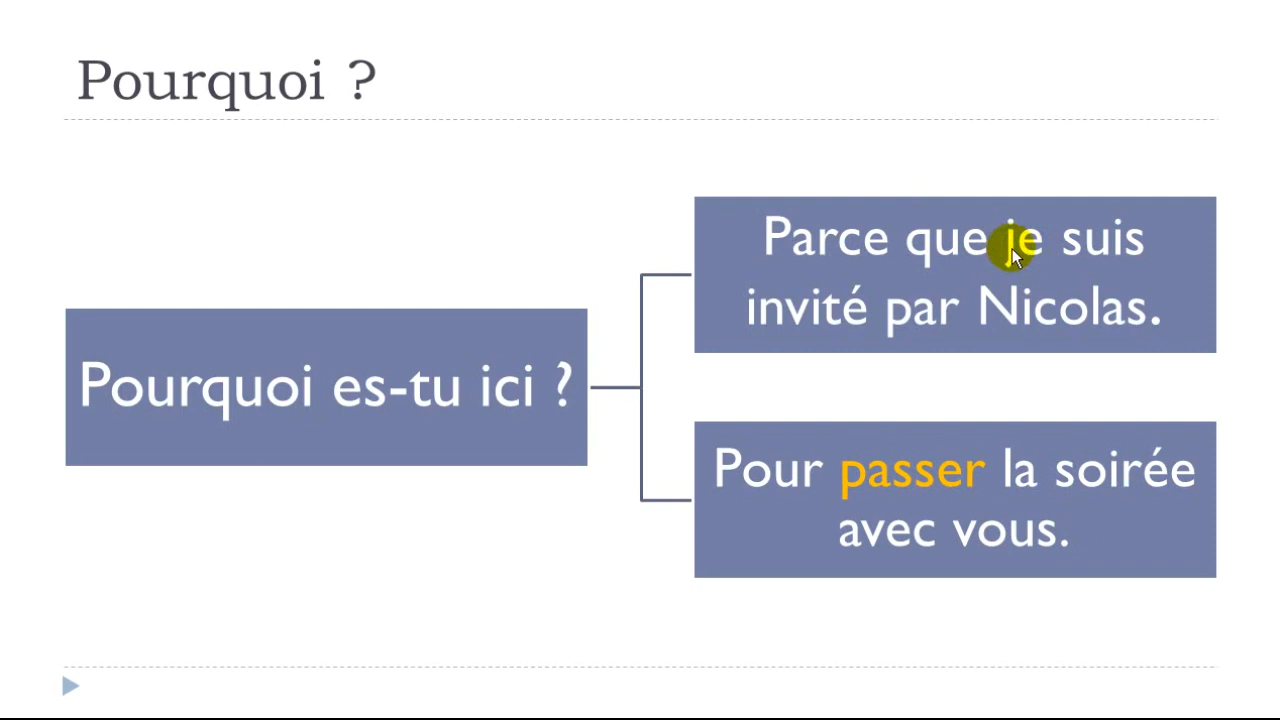 Pourquoi ?
Pourquoi es-tu ici ?
Parce que je suis
invité par Nicolas.
Pour passer la soirée
avec vous.